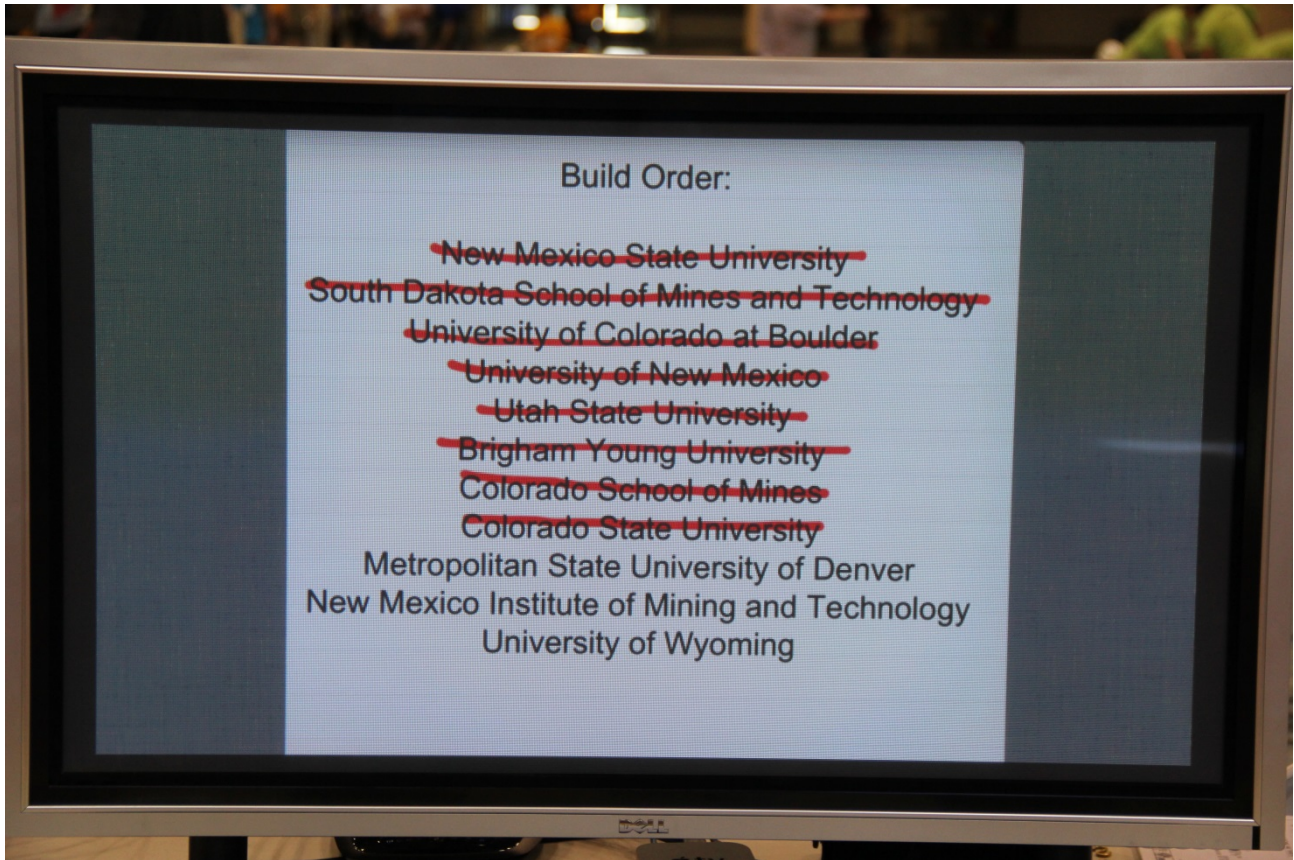 Build Order:
New Mexico State University
South Dakota School of Mines and Technology
University of Colorado at Boulder
University of New Mexico
Utah State University
Brigham Young University
Colorado School of Mines
Colorado State University
Metropolitan State University of Denver
New Mexico Institute of Mining and Technology
University of Wyoming
DELL